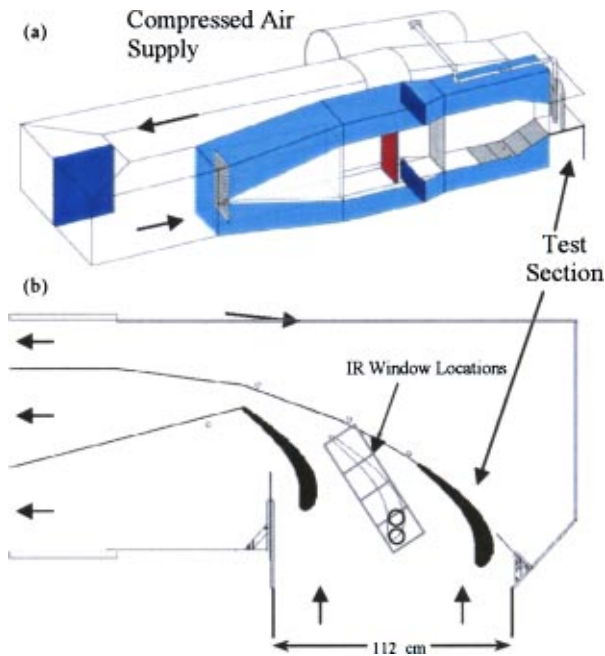 (a)
Compressed Air
Supply
Test
Section
(b)
IR Window Locations
112 cm